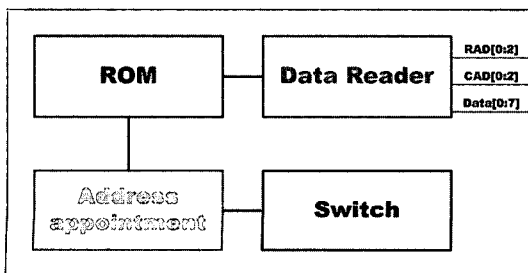 ROM
Data Reader
RAD[0:2]
CAD[0:2]
Data[0:7]
Address
appointment
Switch